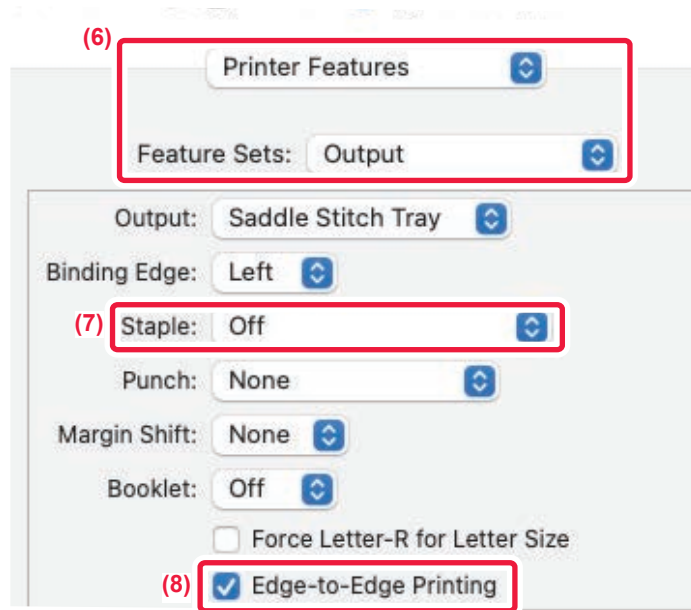 (6)
Printer Features
Feature Sets: Output
Output: Saddle Stitch Tray
Binding Edge: Left
(7) Staple: Off
Punch: None
Margin Shift: None
Booklet: Off
Force Letter-R for Letter Size
(8) Edge-to-Edge Printing